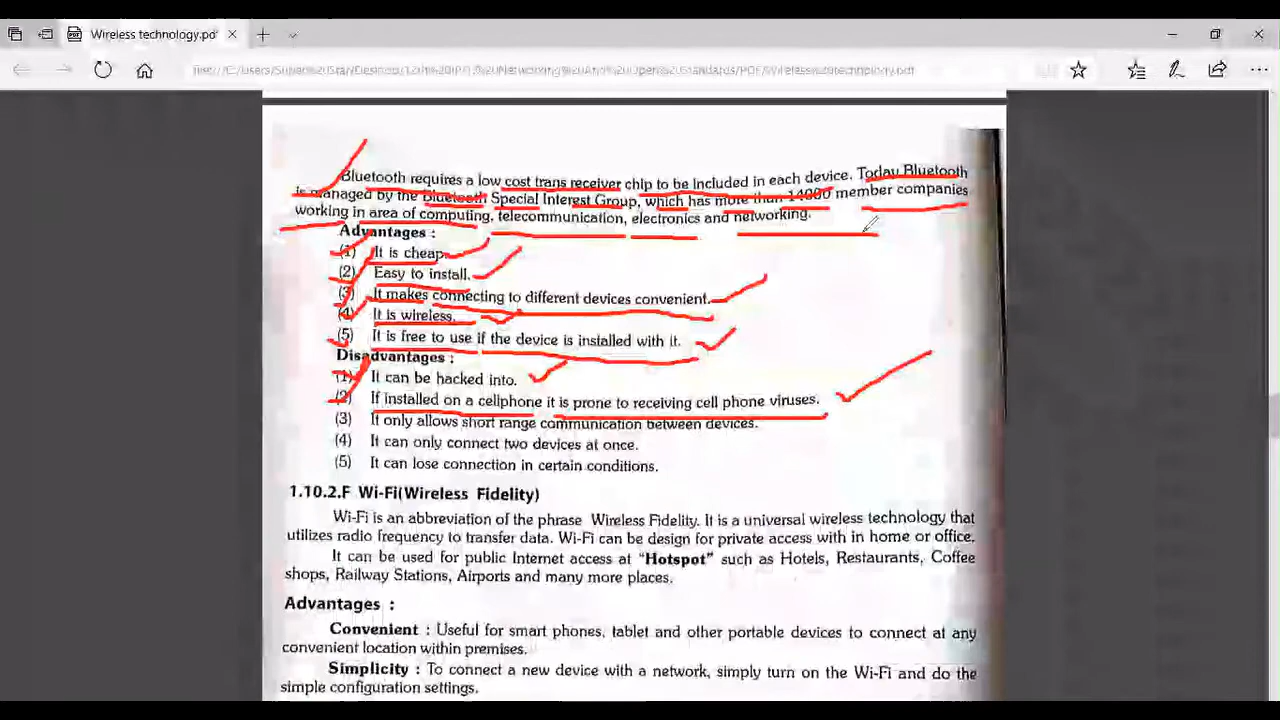 Wireless technology.pdf
Bluetooth requires a low cost trans receiver chip to be included in each device. Today Bluetooth
is managed by the Bluetooth Special Interest Group, which has more than 14000 member companies
working in area of computing, telecommunication, electronics and networking.
Advantages :
(1) It is cheap.
(2) Easy to install.
(3) It makes connecting to different devices convenient.
(4) It is wireless.
(5) It is free to use if the device is installed with it.
Disadvantages :
(1) It can be hacked into.
(2) If installed on a cellphone it is prone to receiving cell phone viruses.
(3) It only allows short range communication between devices.
(4) It can only connect two devices at once.
(5) It can lose connection in certain conditions.
1.10.2.F Wi-Fi(Wireless Fidelity)
Wi-Fi is an abbreviation of the phrase Wireless Fidelity. It is a universal wireless technology that
utilizes radio frequency to transfer data. Wi-Fi can be design for private access with in home or office.
It can be used for public Internet access at "Hotspot" such as Hotels, Restaurants, Coffee
shops, Railway Stations, Airports and many more places.
Advantages :
Convenient : Useful for smart phones, tablet and other portable devices to connect at any
convenient location within premises.
Simplicity : To connect a new device with a network, simply turn on the Wi-Fi and do the
simple configuration settings.